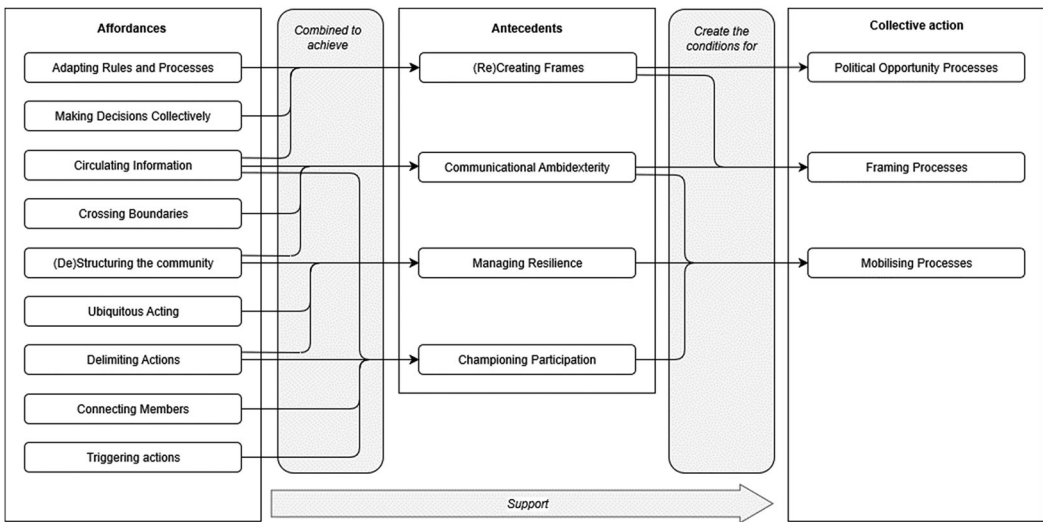 Affordances
Adapting Rules and Processes
Making Decisions Collectively
Circulating Information
Crossing Boundaries
(De)Structuring the community
Ubiquitous Acting
Delimiting Actions
Connecting Members
Triggering actions
Combined to
achieve
Antecedents
(Re)Creating Frames
Communicational Ambidexterity
Managing Resilience
Championing Participation
Create the
conditions for
Collective action
Political Opportunity Processes
Framing Processes
Mobilising Processes
Support